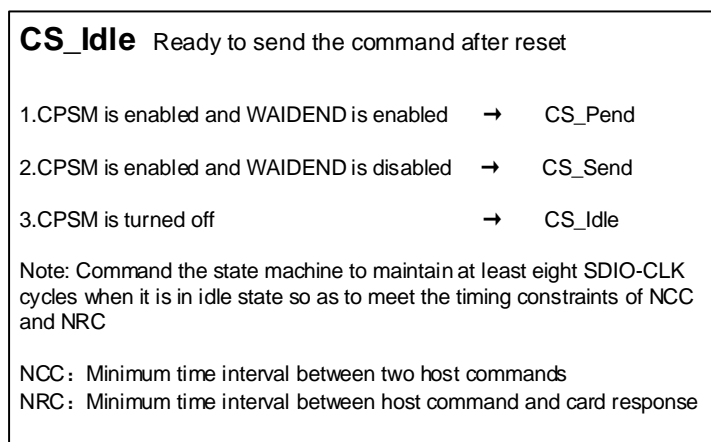 CS_Idle Ready to send the command after reset
1.CPSM is enabled and WAIDEND is enabled → CS_Pend
2.CPSM is enabled and WAIDEND is disabled → CS_Send
3.CPSM is turned off → CS_Idle
Note: Command the state machine to maintain at least eight SDIO-CLK
cycles when it is in idle state so as to meet the timing constraints of NCC
and NRC
NCC：Minimum time interval between two host commands
NRC：Minimum time interval between host command and card response